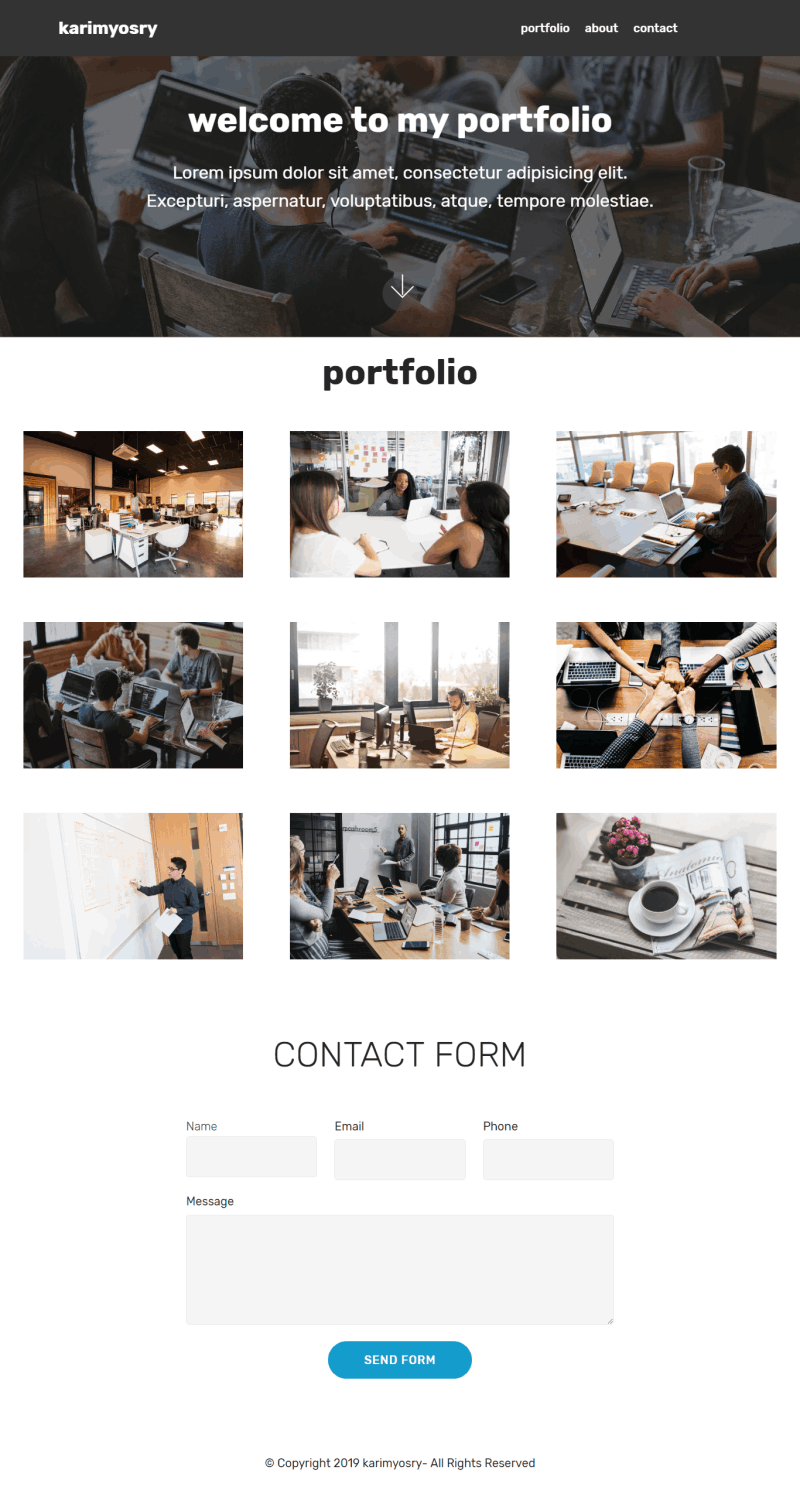 karimyosry
portfolio about contact
welcome to my portfolio
Lorem ipsum dolor sit amet, consectetur adipisicing elit.
Excepturi, aspernatur, voluptatibus, atque, tempore molestiae.
portfolio
CONTACT FORM
Name Email Phone
Message
SEND FORM
© Copyright 2019 karimyosry- All Rights Reserved